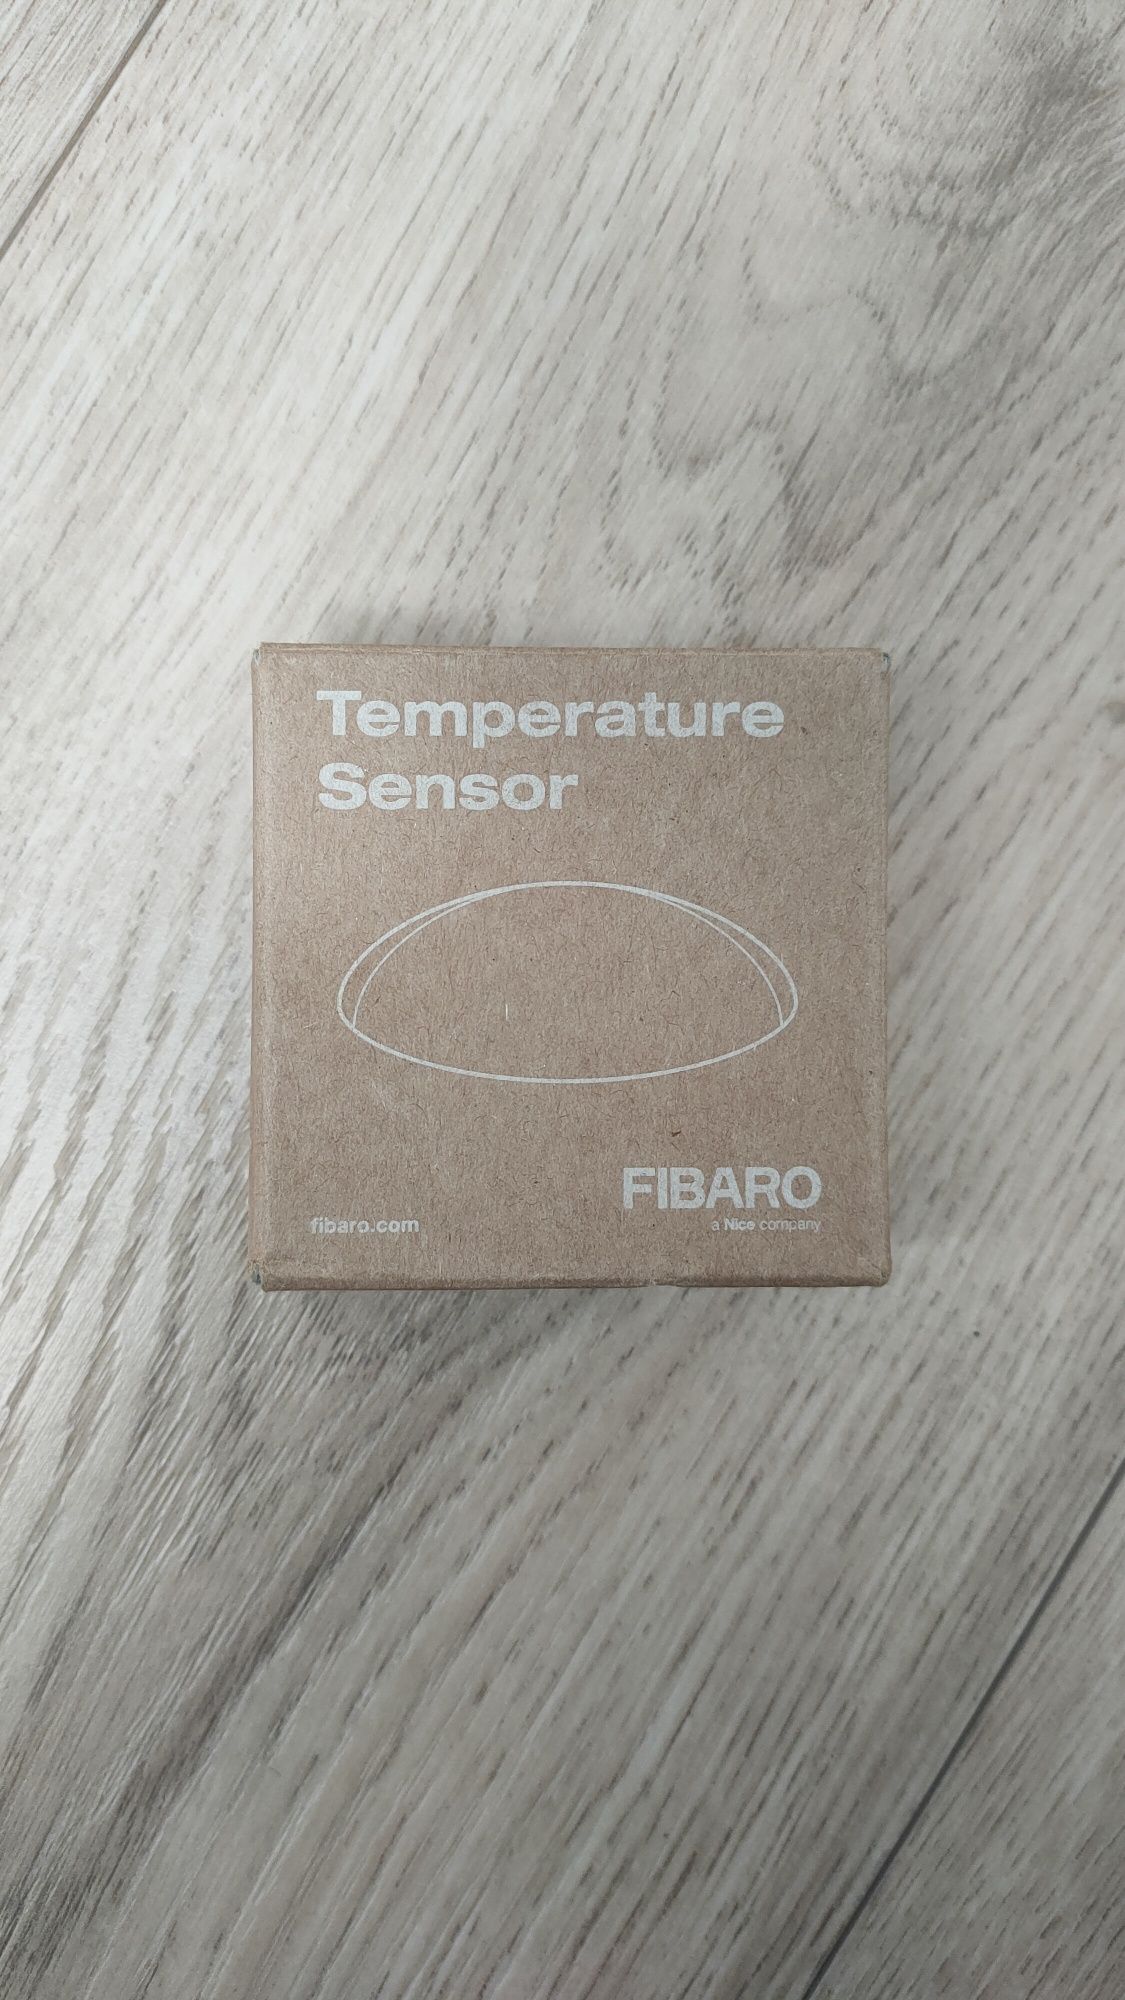 Temperature
Sensor
FIBARO
a Nice company
fibaro.com